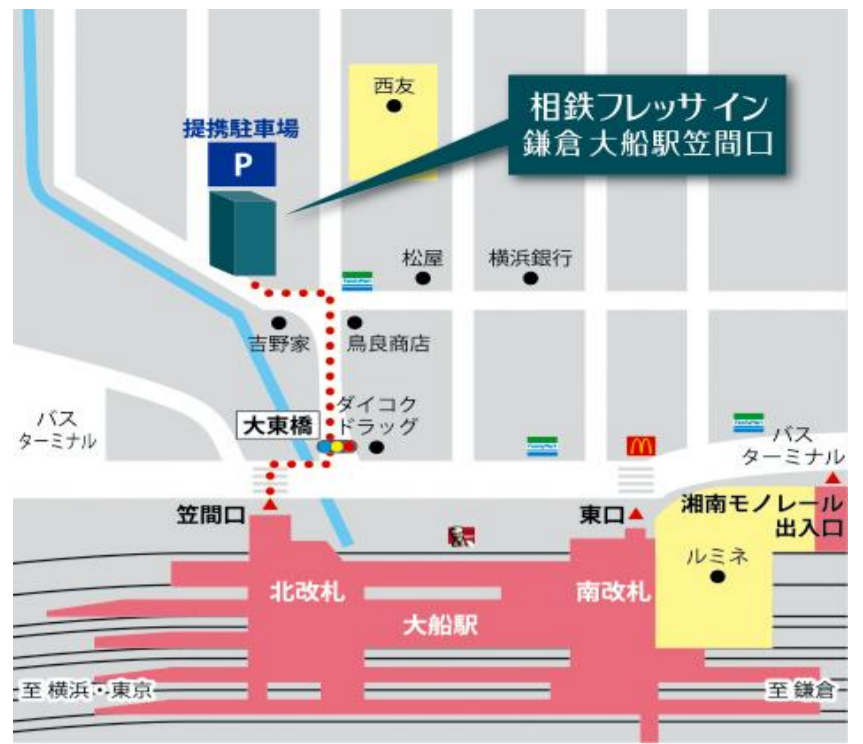 西友
相鉄フレッサイン
鎌倉 大船駅笠間口
提携駐車場
P
松屋
横浜銀行
FamilyMart
吉野家
鳥良商店
バス
ターミナル
大東橋
ダイコク
ドラッグ
FamilyMart
FamilyMart
バス
ターミナル
笠間口
東口
湘南モノレール
出入口
KFC
ルミネ
北改札
南改札
大船駅
至 横浜・東京
至 鎌倉